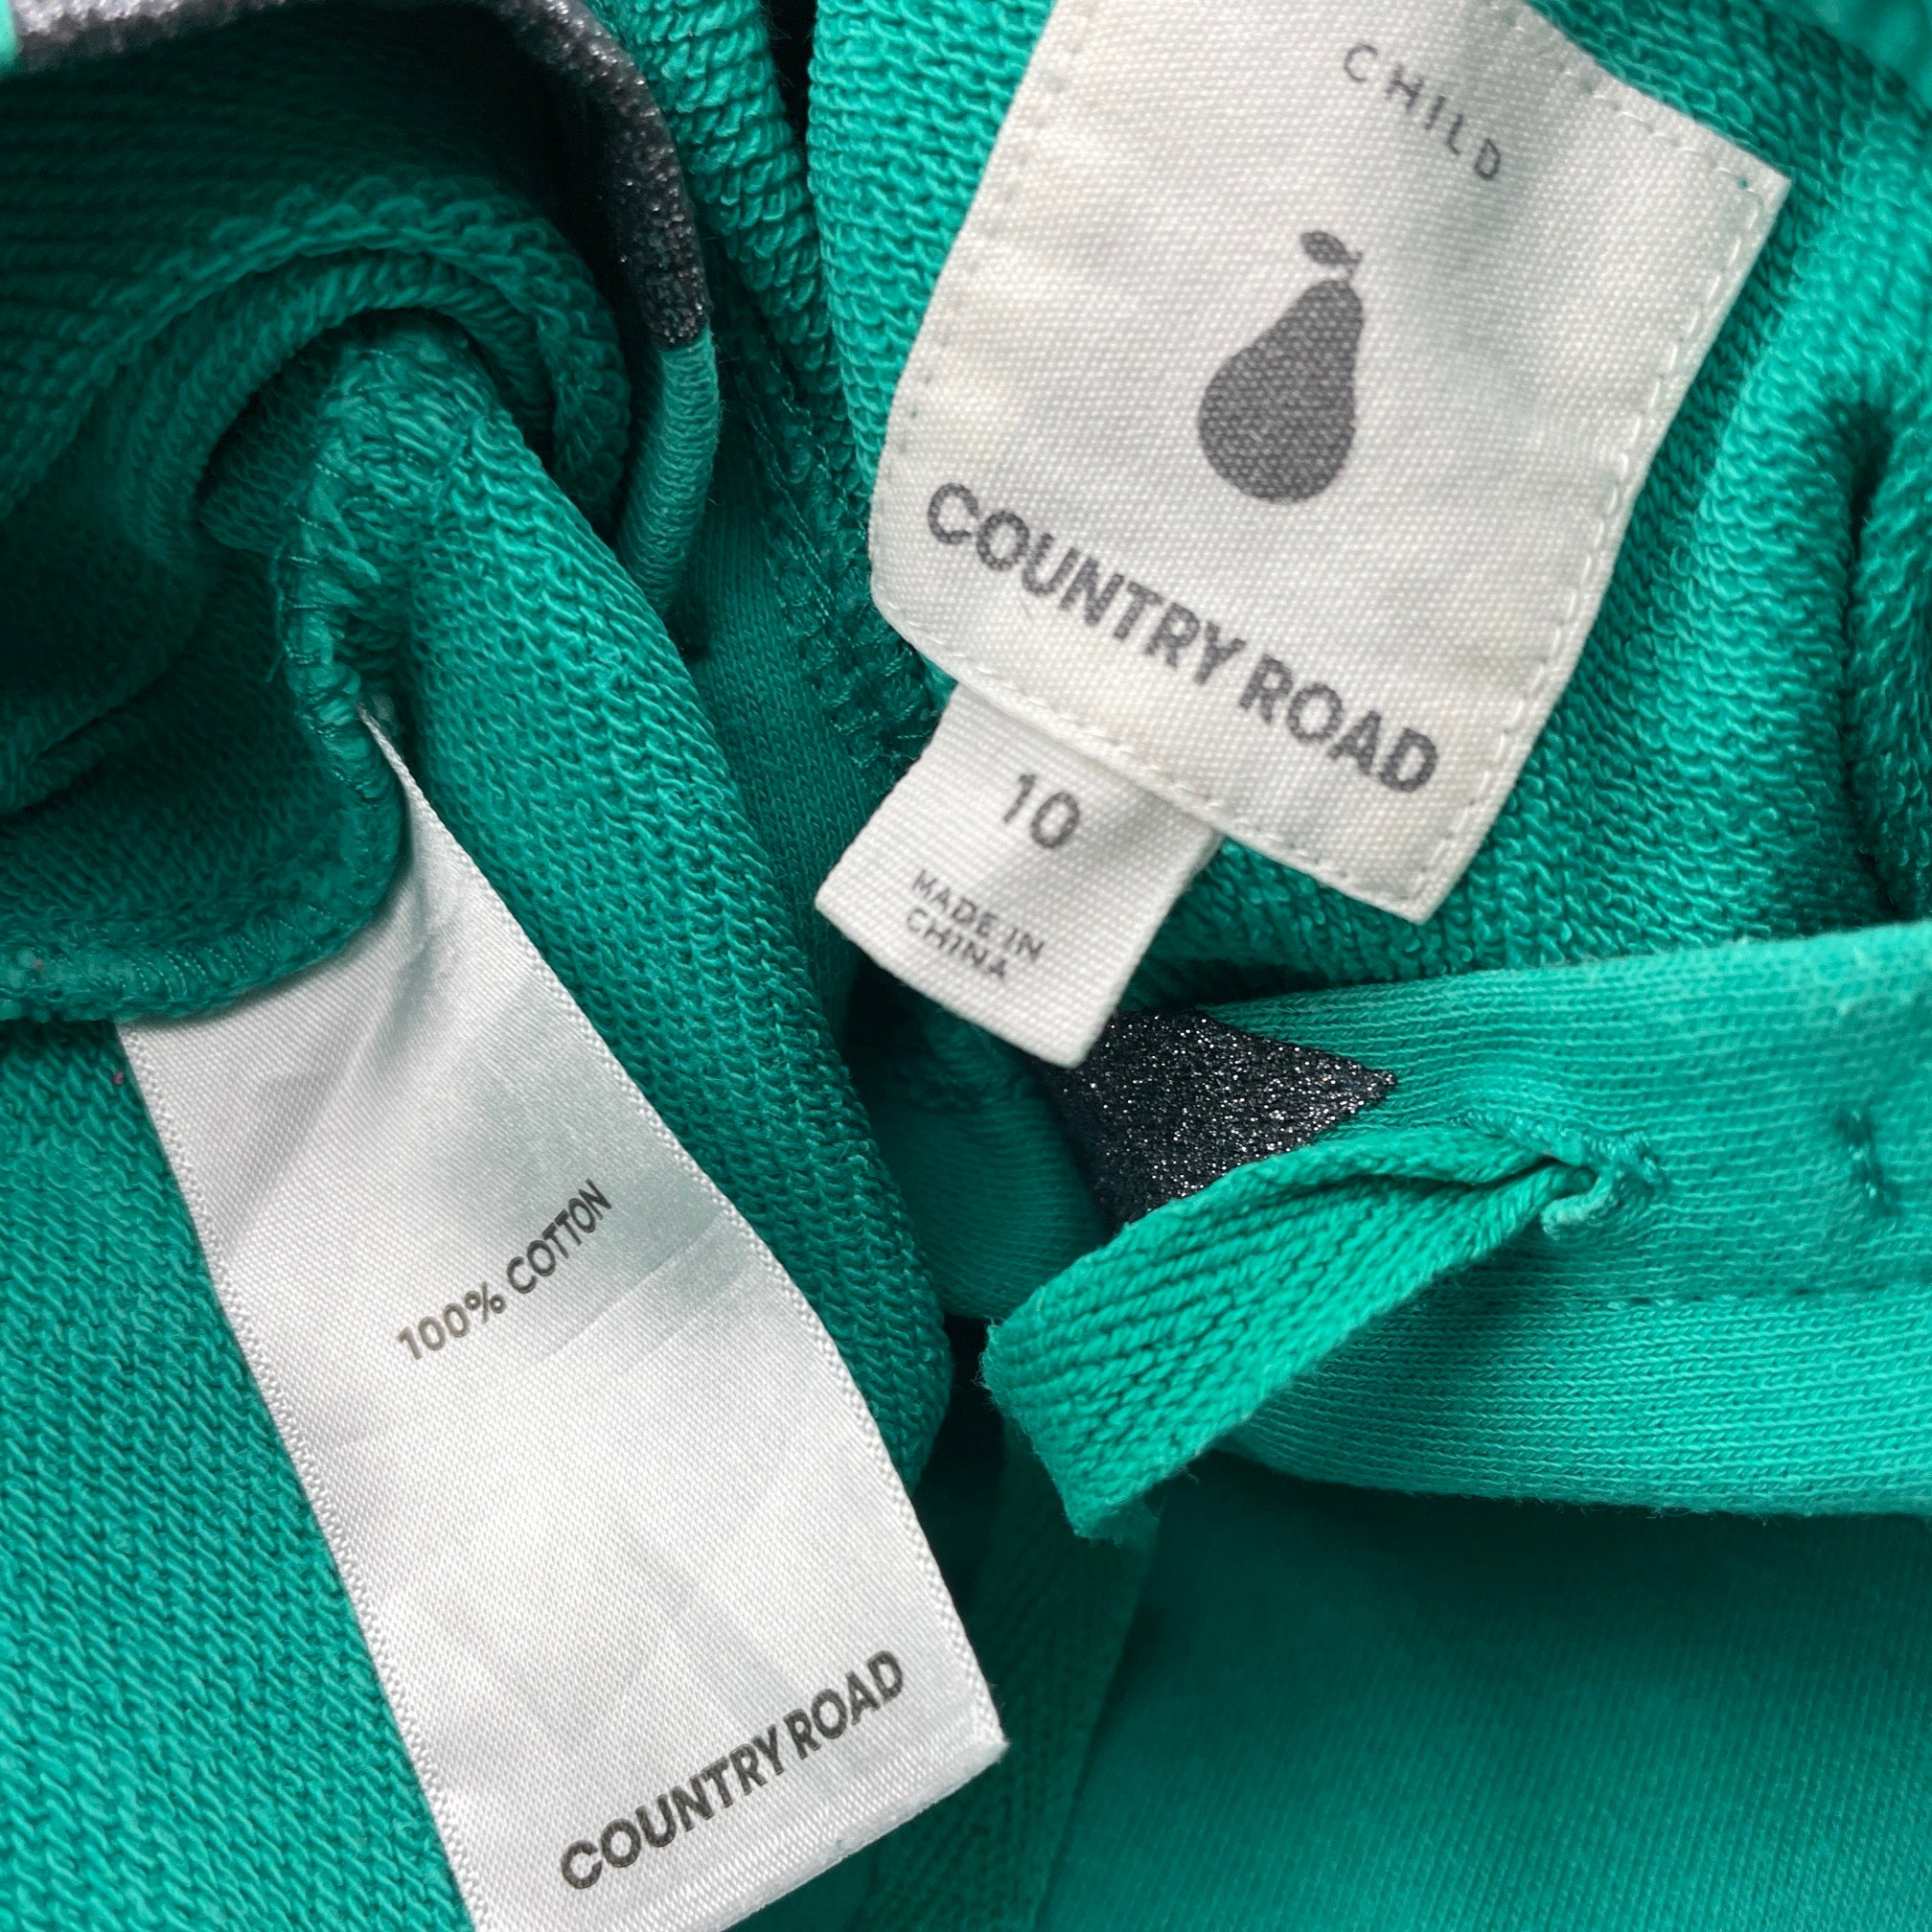 CHILD
COUNTRY ROAD
10
MADE IN
CHINA
100% COTTON
COUNTRY ROAD